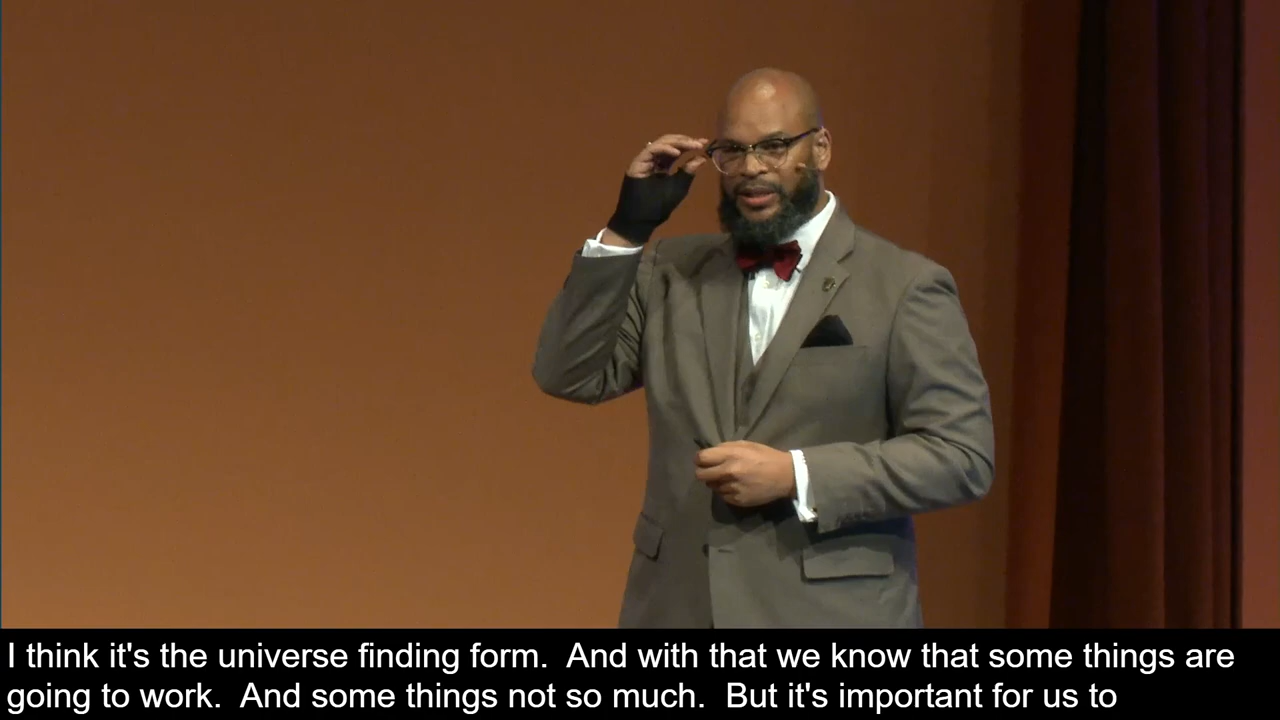 I think it's the universe finding form.  And with that we know that some things are
going to work.  And some things not so much.  But it's important for us to